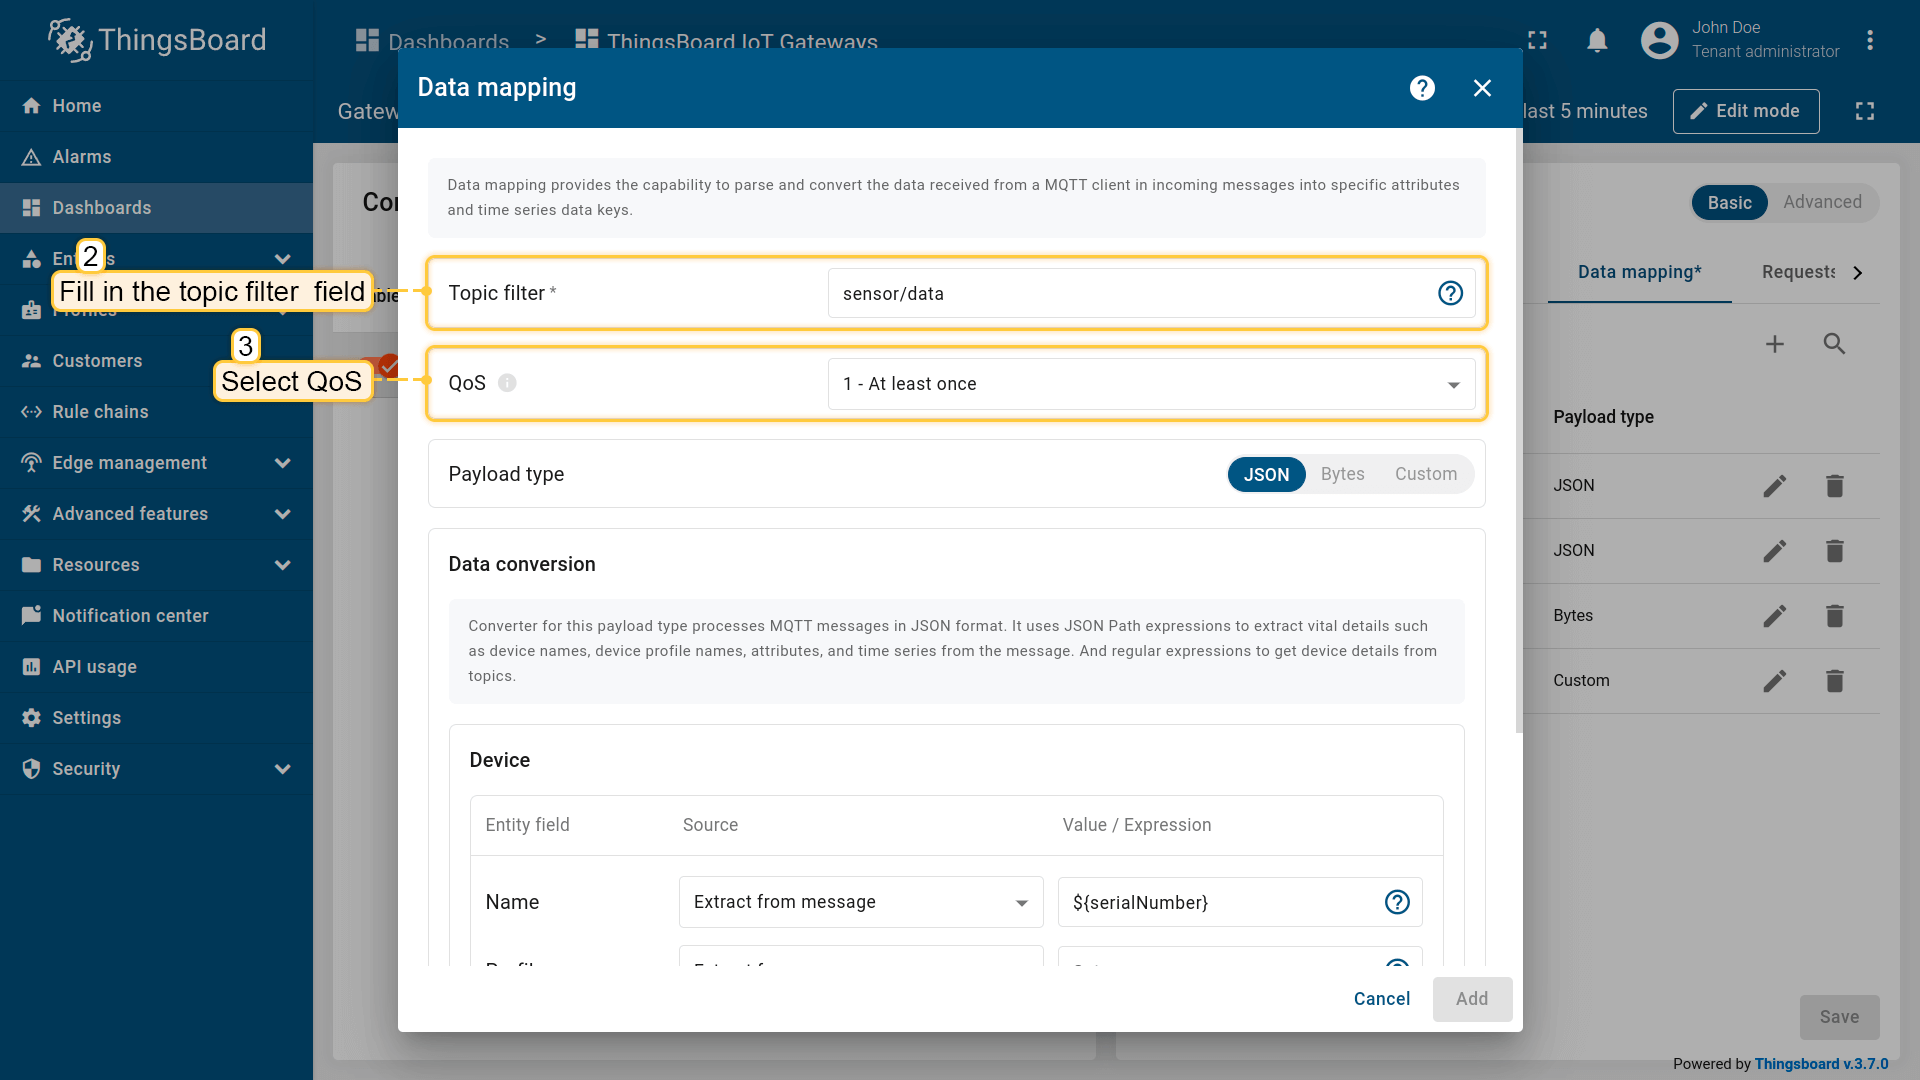 ThingsBoard
Dashboards > ThingsBoard IoT Gateways
John Doe
Tenant administrator
Home
Alarms
Dashboards
Customers
Rule chains
Edge management
Advanced features
Resources
Notification center
API usage
Settings
Security
last 5 minutes
Edit mode
Basic
Advanced
Data mapping*
Requests
Payload type
JSON
JSON
Bytes
Custom
Save
Powered by Thingsboard v.3.7.0
2
Fill in the topic filter field
3
Select QoS
Data mapping
Data mapping provides the capability to parse and convert the data received from a MQTT client in incoming messages into specific attributes
and time series data keys.
Topic filter *
sensor/data
QoS
1 - At least once
Payload type
JSON
Bytes
Custom
Data conversion
Converter for this payload type processes MQTT messages in JSON format. It uses JSON Path expressions to extract vital details such
as device names, device profile names, attributes, and time series from the message. And regular expressions to get device details from
topics.
Device
Entity field
Source
Value / Expression
Name
Extract from message
${serialNumber}
Cancel
Add